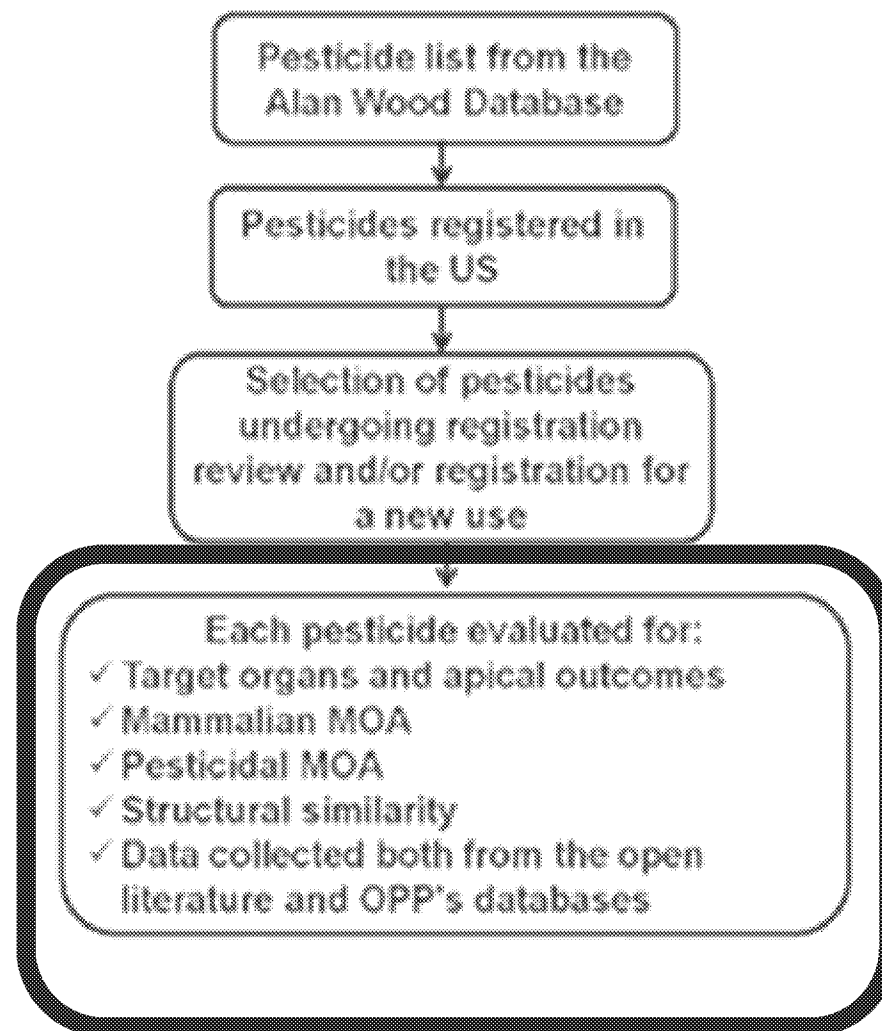 Pesticide list from the
Alan Wood Database
Pesticides registered in
the US
Selection of pesticides
undergoing registration
review and/or registration for
a new use
Each pesticide evaluated for:
✓ Target organs and apical outcomes
✓ Mammalian MOA
✓ Pesticidal MOA
✓ Structural similarity
✓ Data collected both from the open
literature and OPP's databases